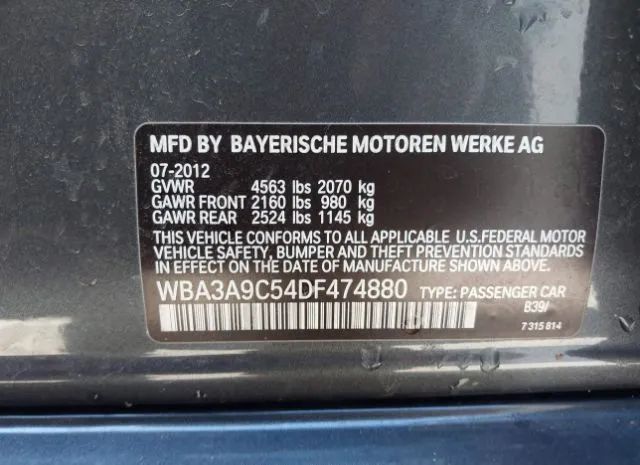 MFD BY BAYERISCHE MOTOREN WERKE AG
07-2012
GVWR 4563 lbs 2070 kg
GAWR FRONT 2160 lbs 980 kg
GAWR REAR 2524 lbs 1145 kg
THIS VEHICLE CONFORMS TO ALL APPLICABLE U.S.FEDERAL MOTOR
VEHICLE SAFETY, BUMPER AND THEFT PREVENTION STANDARDS
IN EFFECT ON THE DATE OF MANUFACTURE SHOWN ABOVE.
WBA3A9C54DF474880 TYPE: PASSENGER CAR
B39/
7 315 814